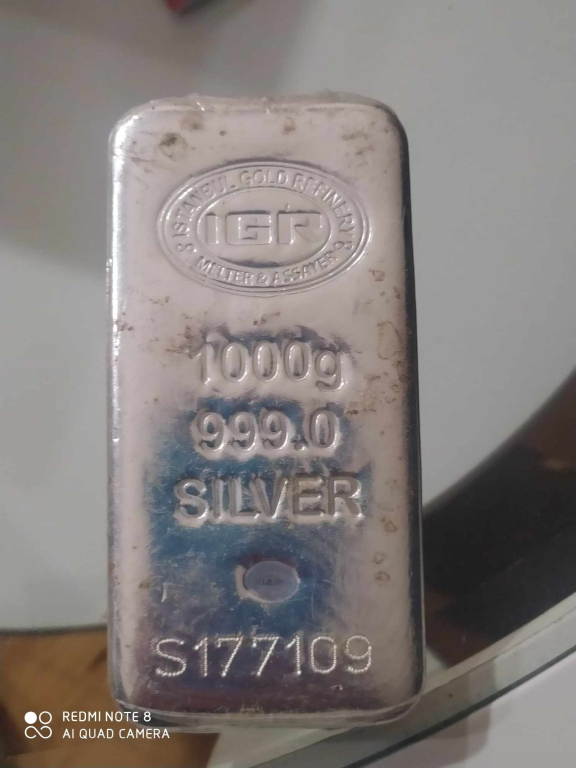 ISTANBUL GOLD REFINERY
IGR
MELTER & ASSAYER
1000g
999.0
SILVER
S177109
REDMI NOTE 8
AI QUAD CAMERA